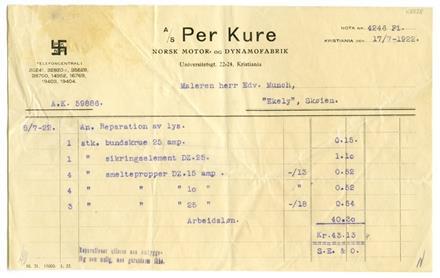 A/S Per Kure
NORSK MOTOR- OG DYNAMOFABRIK
Universitetsgt. 22-24, Kristiania
TELEFONCENTRAL:
NOTA NR. 4246 Fl.
KRISTIANIA DEN 17/7-1922.
Maleren herr Edv. Munch,
"Ekely", Skøien.
A.K. 59886.
5/7-22. An. Reparation av lys.
1 stk. bundskrue 25 amp. 0.15
1 " sikringselement DZ.25. 1.10
4 " smeltepropper DZ.15 amp. -/13 0.52
4 " " " 10 " 0.52
3 " " " 25 " -/18 0.54
Arbeidsløn. 40.30
Kr.43.13
S.E. & O.